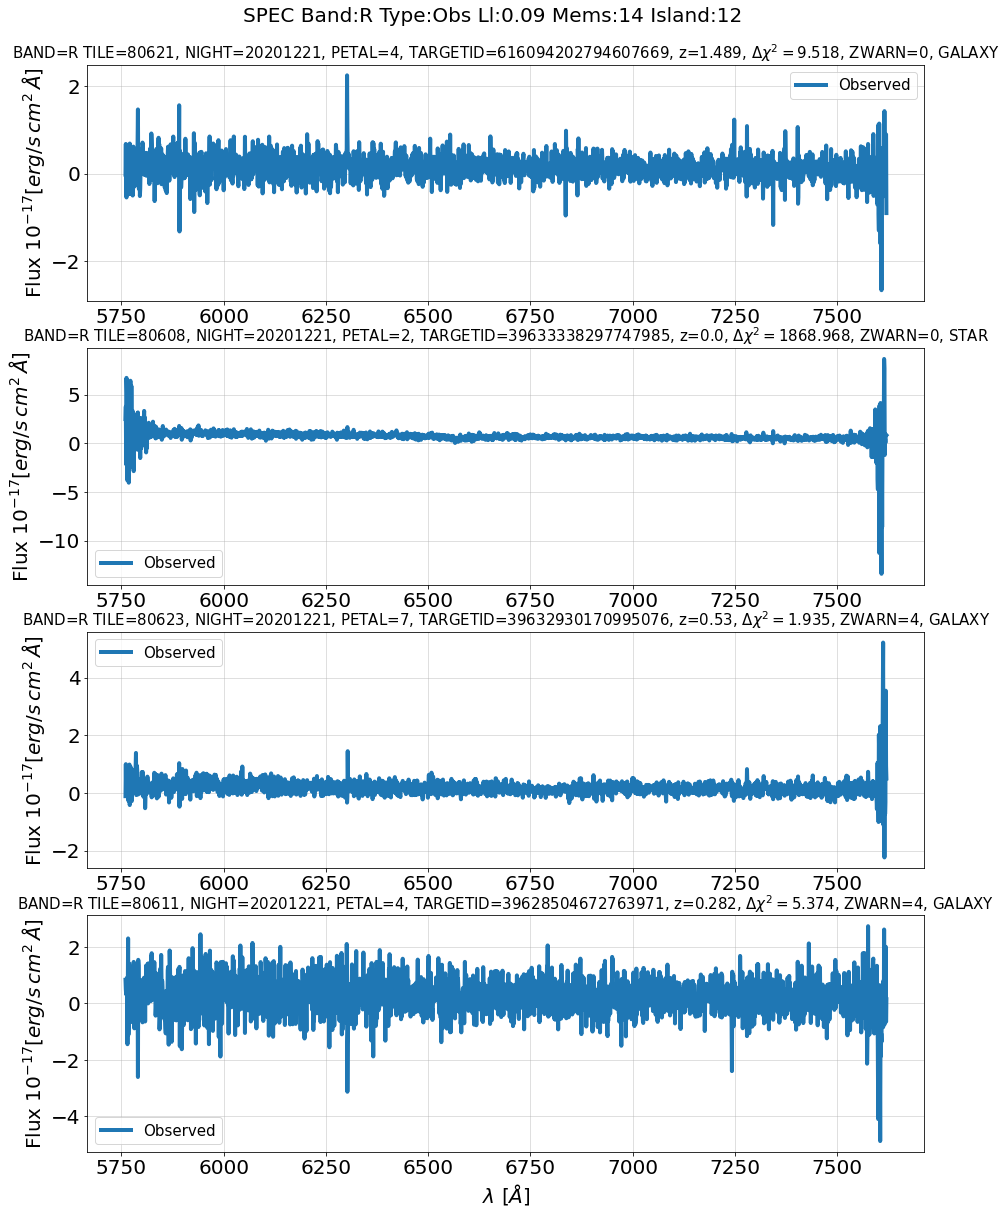 SPEC Band:R Type:Obs Ll:0.09 Mems:14 Island:12
BAND=R TILE=80621, NIGHT=20201221, PETAL=4, TARGETID=616094202794607669, z=1.489, Δχ² = 9.518, ZWARN=0, GALAXY
Flux 10⁻¹⁷[erg/s cm² Å]
2
0
−2
Observed
5750 6000 6250 6500 6750 7000 7250 7500
BAND=R TILE=80608, NIGHT=20201221, PETAL=2, TARGETID=39633338297747985, z=0.0, Δχ² = 1868.968, ZWARN=0, STAR
Flux 10⁻¹⁷[erg/s cm² Å]
5
0
−5
−10
Observed
5750 6000 6250 6500 6750 7000 7250 7500
BAND=R TILE=80623, NIGHT=20201221, PETAL=7, TARGETID=39632930170995076, z=0.53, Δχ² = 1.935, ZWARN=4, GALAXY
Flux 10⁻¹⁷[erg/s cm² Å]
4
2
0
−2
Observed
5750 6000 6250 6500 6750 7000 7250 7500
BAND=R TILE=80611, NIGHT=20201221, PETAL=4, TARGETID=39628504672763971, z=0.282, Δχ² = 5.374, ZWARN=4, GALAXY
Flux 10⁻¹⁷[erg/s cm² Å]
2
0
−2
−4
Observed
5750 6000 6250 6500 6750 7000 7250 7500
λ [Å]